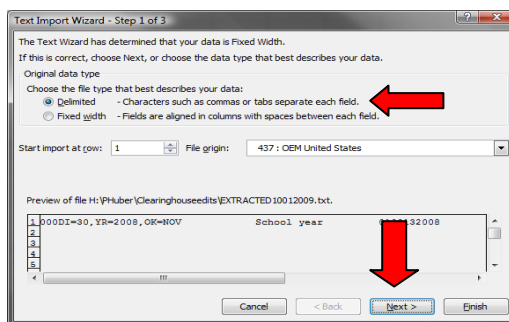 Text Import Wizard - Step 1 of 3
The Text Wizard has determined that your data is Fixed Width.
If this is correct, choose Next, or choose the data type that best describes your data.
Original data type
Choose the file type that best describes your data:
Delimited - Characters such as commas or tabs separate each field.
Fixed width - Fields are aligned in columns with spaces between each field.
Start import at row: 1 File origin: 437 : OEM United States
Preview of file H:\PHuber\Clearinghouseedits\EXTRACTED10012009.txt.
1 000DI=30,YR=2008,OK=NOV School year
2
3
4
5
Cancel < Back Next > Finish